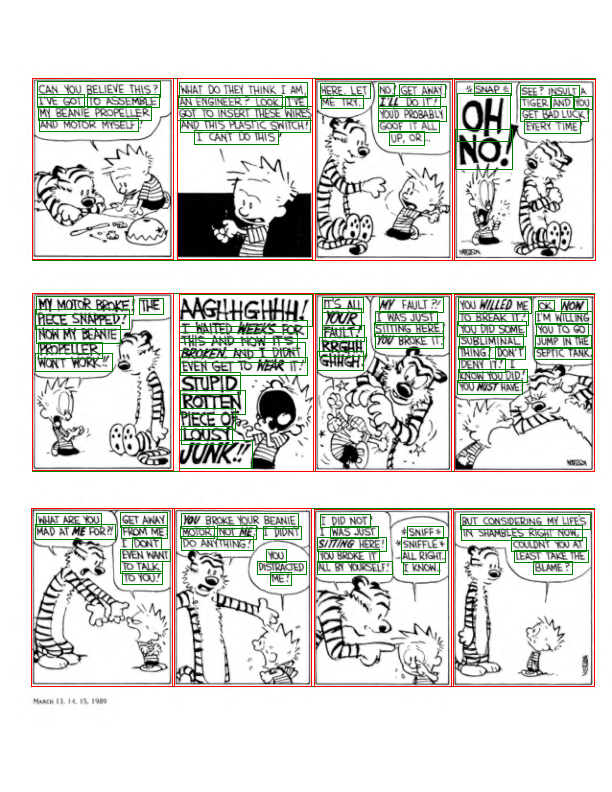 CAN YOU BELIEVE THIS?
I'VE GOT TO ASSEMBLE
MY BEANIE PROPELLER
AND MOTOR MYSELF!
WHAT DO THEY THINK I AM,
AN ENGINEER? LOOK, I'VE
GOT TO INSERT THESE WIRES
AND THIS PLASTIC SWITCH!
I CAN'T DO THIS!
HERE, LET
ME TRY.
NO! GET AWAY!
I'LL DO IT!
YOU'D PROBABLY
GOOF IT ALL
UP, OR...
*SNAP*
OH
NO!
SEE? INSULT A
TIGER AND YOU
GET BAD LUCK
EVERY TIME!
WATTERSON
MY MOTOR BROKE! THE
PIECE SNAPPED!
NOW MY BEANIE
PROPELLER
WON'T WORK!!
AAGHHGHHH!
I WAITED WEEKS FOR
THIS AND NOW IT'S
BROKEN, AND I DIDN'T
EVEN GET TO WEAR IT!
STUPID
ROTTEN
PIECE OF
LOUSY
JUNK!!
IT'S ALL
YOUR
FAULT!
RRGHH
GHHGH!
MY FAULT?!
I WAS JUST
SITTING HERE!
YOU BROKE IT.
YOU WILLED ME
TO BREAK IT!
YOU DID SOME
SUBLIMINAL
THING! DON'T
DENY IT! I
KNOW YOU DID!
YOU MUST HAVE!
OK, NOW
I'M WILLING
YOU TO GO
JUMP IN THE
SEPTIC TANK.
WATTERSON
WHAT ARE YOU
MAD AT ME FOR?!
GET AWAY
FROM ME!
I DON'T
EVEN WANT
TO TALK
TO YOU!
YOU BROKE YOUR BEANIE
MOTOR, NOT ME! I DIDN'T
DO ANYTHING!
YOU
DISTRACTED
ME!
I DID NOT!
I WAS JUST
SITTING HERE!
YOU BROKE IT
ALL BY YOURSELF!
*SNIFF*
*SNIFFLE*
...ALL RIGHT...
I KNOW.
BUT CONSIDERING MY LIFE'S
IN SHAMBLES RIGHT NOW,
COULDN'T YOU AT
LEAST TAKE THE
BLAME?
WATTERSON
MARCH 13, 14, 15, 1989